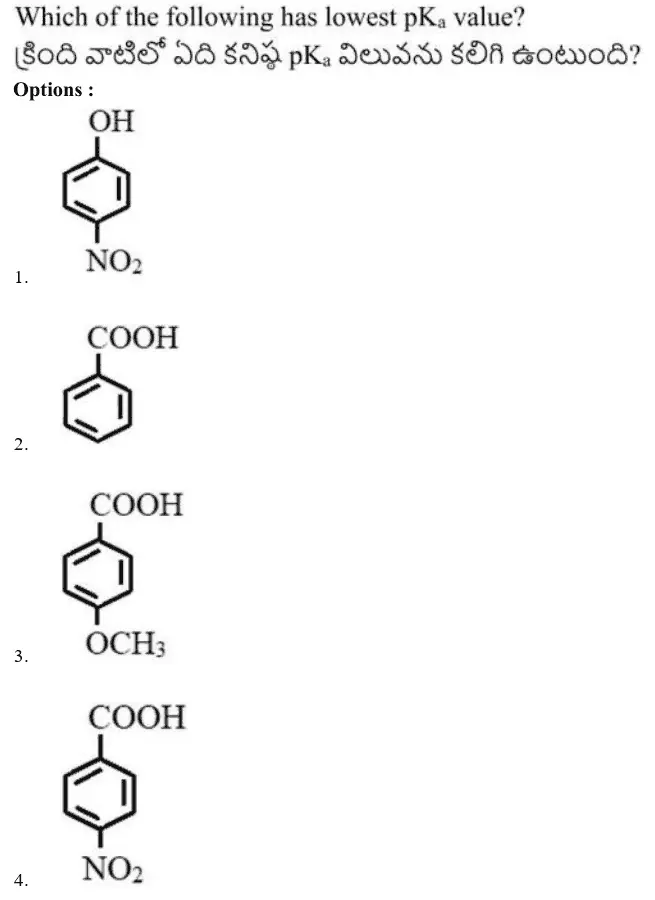 Which of the following has lowest pKₐ value?
క్రింది వాటిలో ఏది కనిష్ఠ pKₐ విలువను కలిగి ఉంటుంది?
Options :
OH
NO₂
1.
COOH
2.
COOH
OCH₃
3.
COOH
NO₂
4.